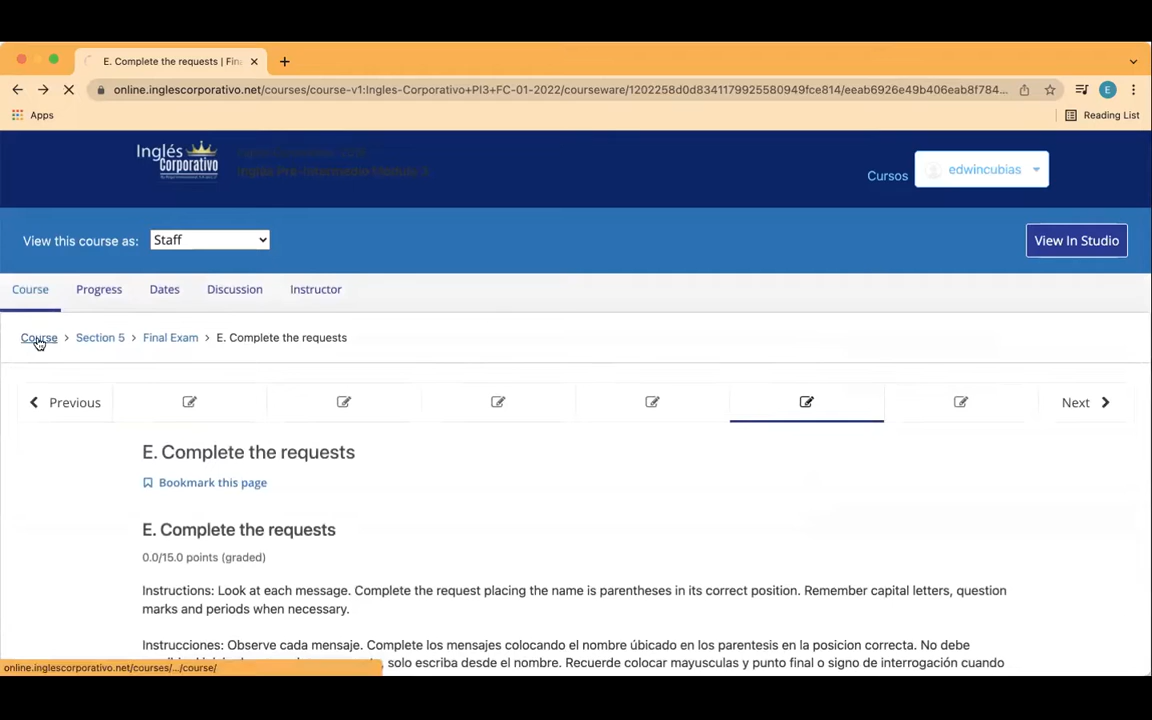 E. Complete the requests | Fin
online.inglescorporativo.net/courses/course-v1:Ingles-Corporativo+PI3+FC-01-2022/courseware/1202258d0d8341179925580949fce814/eeab6926e49b406eab8f784...
E
Apps
Reading List
Inglés
Corporativo
Cursos
edwincubias
View this course as:
Staff
View In Studio
Course
Progress
Dates
Discussion
Instructor
Course > Section 5 > Final Exam > E. Complete the requests
Previous
Next
E. Complete the requests
Bookmark this page
E. Complete the requests
0.0/15.0 points (graded)
Instructions: Look at each message. Complete the request placing the name is parentheses in its correct position. Remember capital letters, question
marks and periods when necessary.
Instrucciones: Observe cada mensaje. Complete los mensajes colocando el nombre úbicado en los parentesis en la posicion correcta. No debe
, solo escriba desde el nombre. Recuerde colocar mayusculas y punto final o signo de interrogación cuando
online.inglescorporativo.net/courses/.../course/